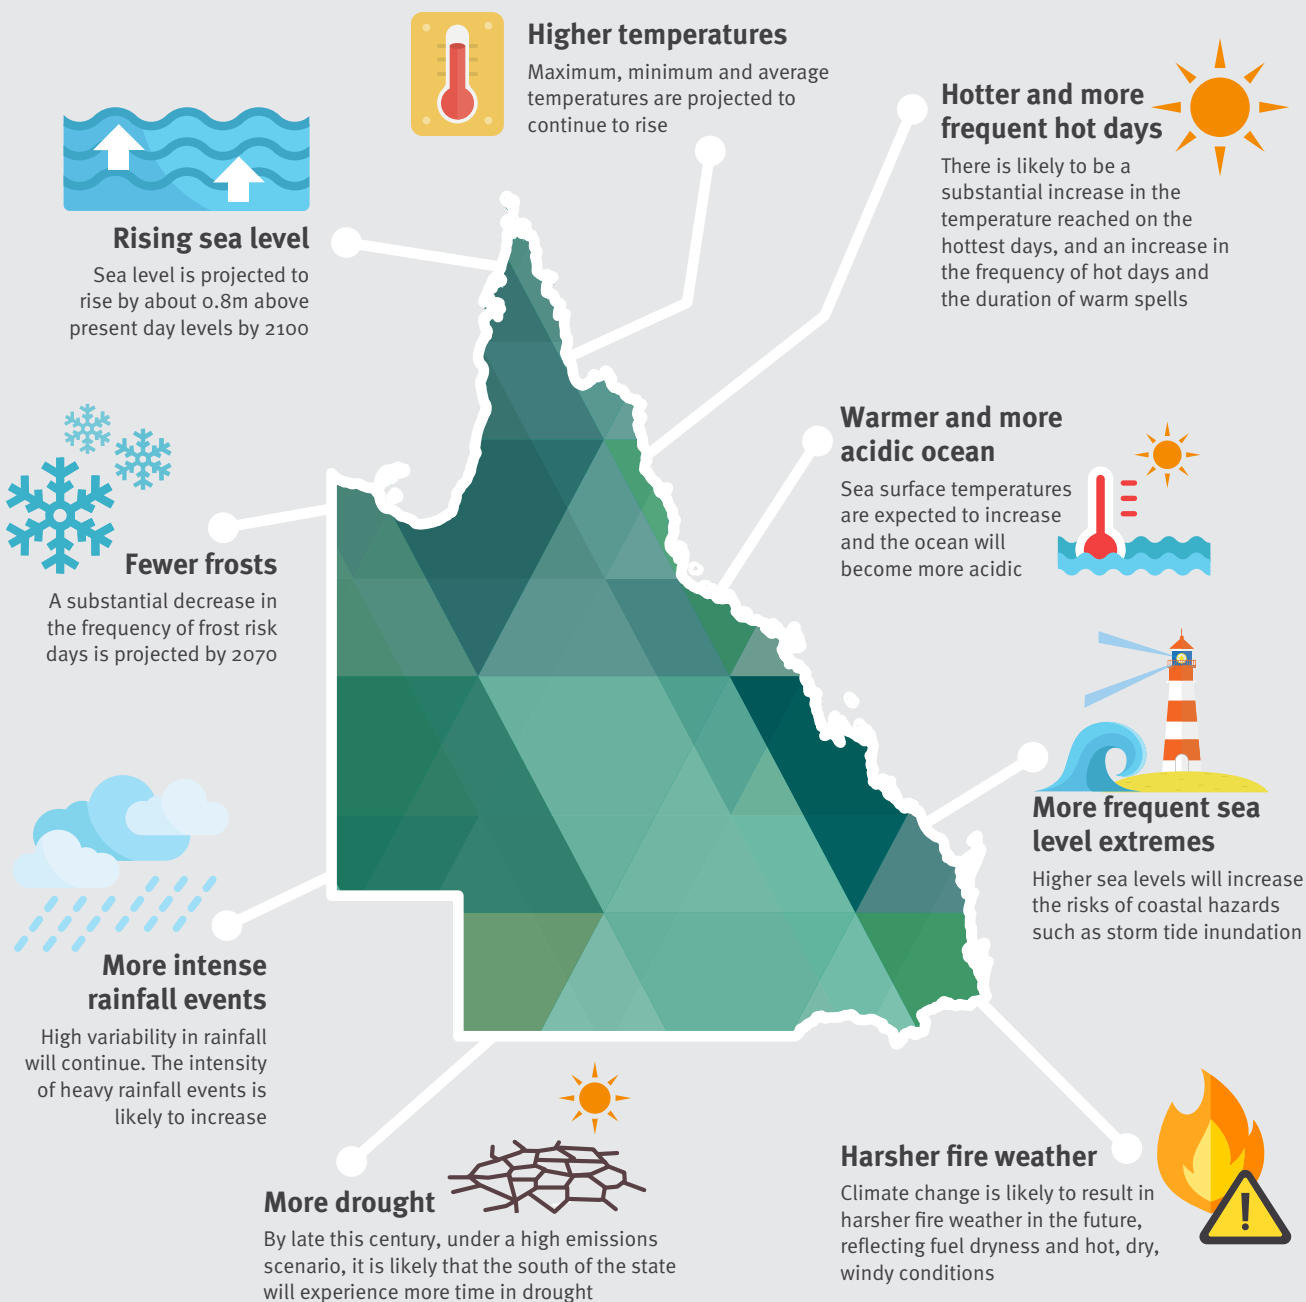 Higher temperatures
Maximum, minimum and average
temperatures are projected to
continue to rise
Hotter and more
frequent hot days
There is likely to be a
substantial increase in the
temperature reached on the
hottest days, and an increase in
the frequency of hot days and
the duration of warm spells
Rising sea level
Sea level is projected to
rise by about 0.8m above
present day levels by 2100
Warmer and more
acidic ocean
Sea surface temperatures
are expected to increase
and the ocean will
become more acidic
Fewer frosts
A substantial decrease in
the frequency of frost risk
days is projected by 2070
More frequent sea
level extremes
Higher sea levels will increase
the risks of coastal hazards
such as storm tide inundation
More intense
rainfall events
High variability in rainfall
will continue. The intensity
of heavy rainfall events is
likely to increase
More drought
By late this century, under a high emissions
scenario, it is likely that the south of the state
will experience more time in drought
Harsher fire weather
Climate change is likely to result in
harsher fire weather in the future,
reflecting fuel dryness and hot, dry,
windy conditions
!